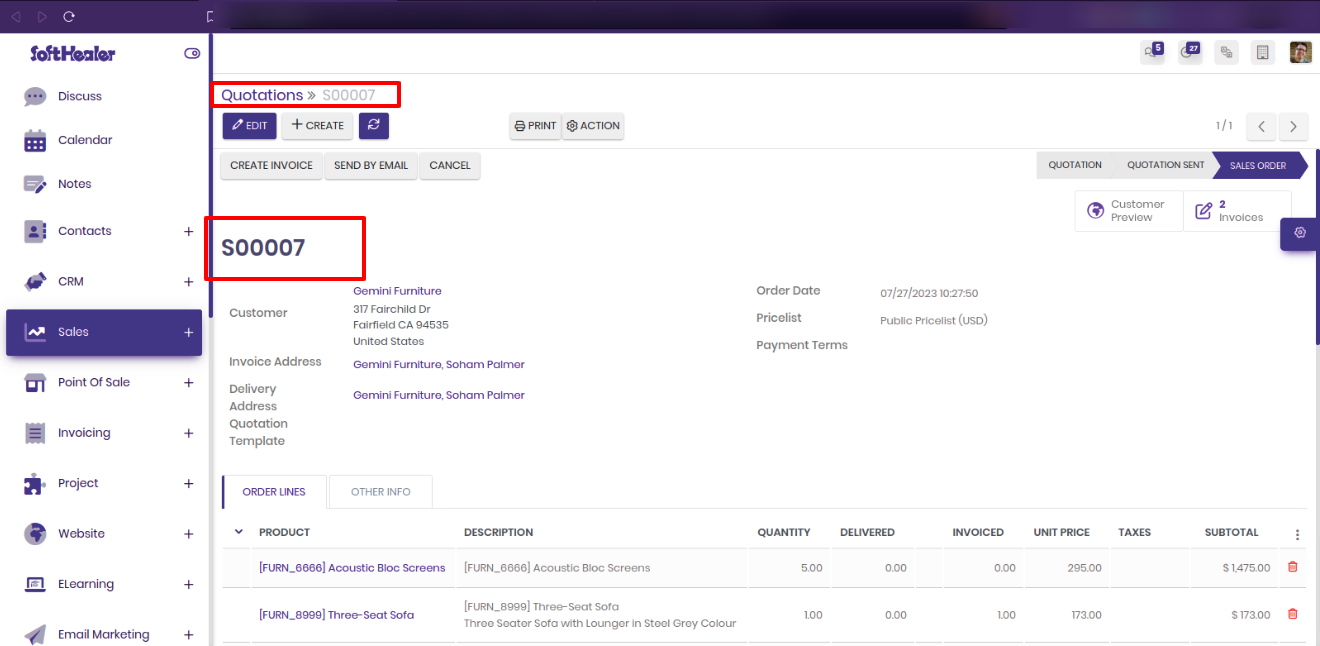 SoftHealer
5
27
Discuss
Calendar
Notes
Contacts +
CRM +
Sales +
Point Of Sale +
Invoicing +
Project +
Website +
ELearning +
Email Marketing +
Quotations » S00007
EDIT + CREATE PRINT ACTION 1 / 1
CREATE INVOICE SEND BY EMAIL CANCEL QUOTATION QUOTATION SENT SALES ORDER
Customer
Preview
2
Invoices
S00007
Customer
Gemini Furniture
317 Fairchild Dr
Fairfield CA 94535
United States
Invoice Address Gemini Furniture, Soham Palmer
Delivery
Address
Gemini Furniture, Soham Palmer
Quotation
Template
Order Date 07/27/2023 10:27:50
Pricelist Public Pricelist (USD)
Payment Terms
ORDER LINES OTHER INFO
PRODUCT DESCRIPTION QUANTITY DELIVERED INVOICED UNIT PRICE TAXES SUBTOTAL
[FURN_6666] Acoustic Bloc Screens [FURN_6666] Acoustic Bloc Screens 5.00 0.00 0.00 295.00 $ 1,475.00
[FURN_8999] Three-Seat Sofa [FURN_8999] Three-Seat Sofa 1.00 0.00 1.00 173.00 $ 173.00
Three Seater Sofa with Lounger in Steel Grey Colour